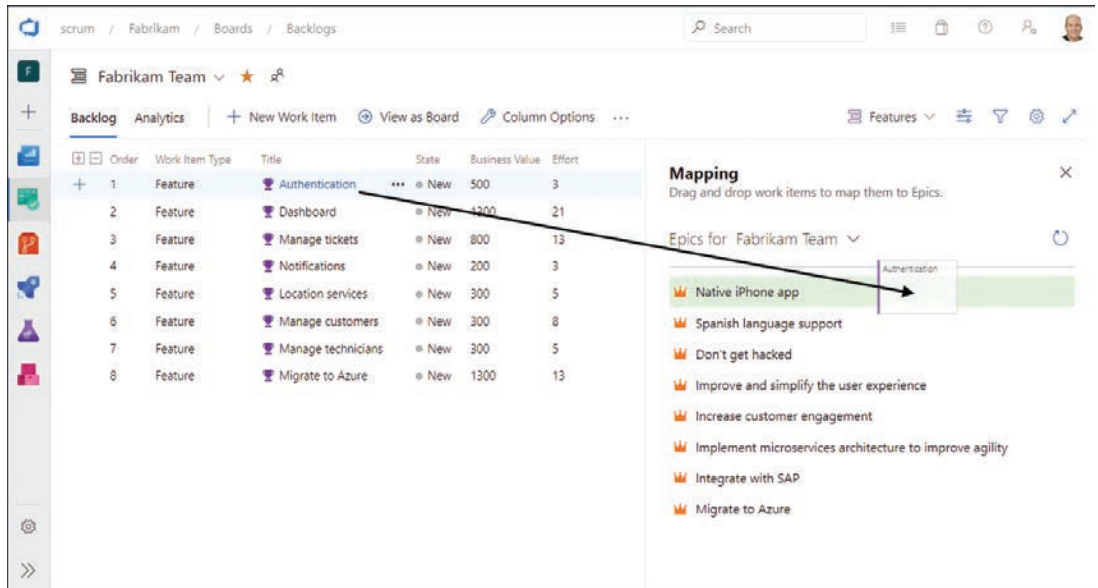 scrum / Fabrikam / Boards / Backlogs
Search
F
Fabrikam Team
Backlog Analytics + New Work Item View as Board Column Options ...
Features
Order Work Item Type Title State Business Value Effort
1 Feature Authentication ... New 500 3
2 Feature Dashboard New 1300 21
3 Feature Manage tickets New 800 13
4 Feature Notifications New 200 3
5 Feature Location services New 300 5
6 Feature Manage customers New 300 8
7 Feature Manage technicians New 300 5
8 Feature Migrate to Azure New 1300 13
Mapping
Drag and drop work items to map them to Epics.
Epics for Fabrikam Team
Authentication
Native iPhone app
Spanish language support
Don't get hacked
Improve and simplify the user experience
Increase customer engagement
Implement microservices architecture to improve agility
Integrate with SAP
Migrate to Azure